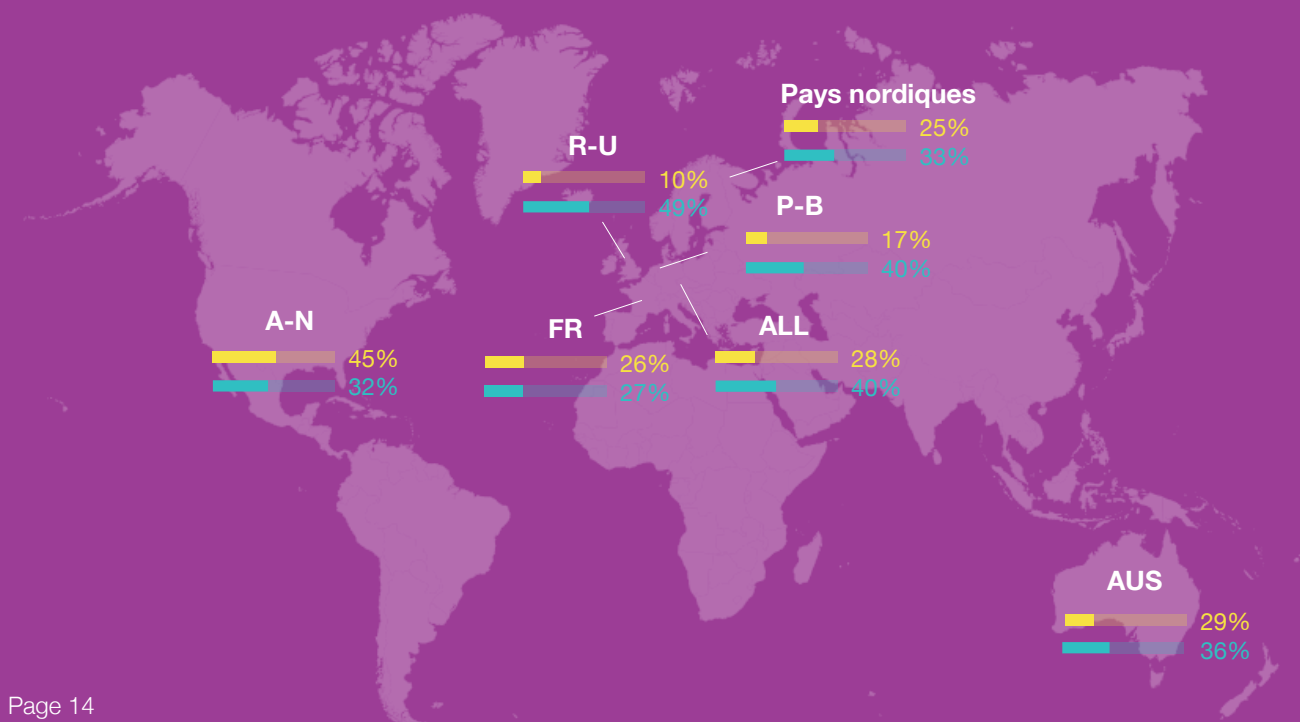 Pays nordiques
25%
33%
R-U
10%
49%
P-B
17%
40%
A-N
45%
32%
FR
26%
27%
ALL
28%
40%
AUS
29%
36%
Page 14